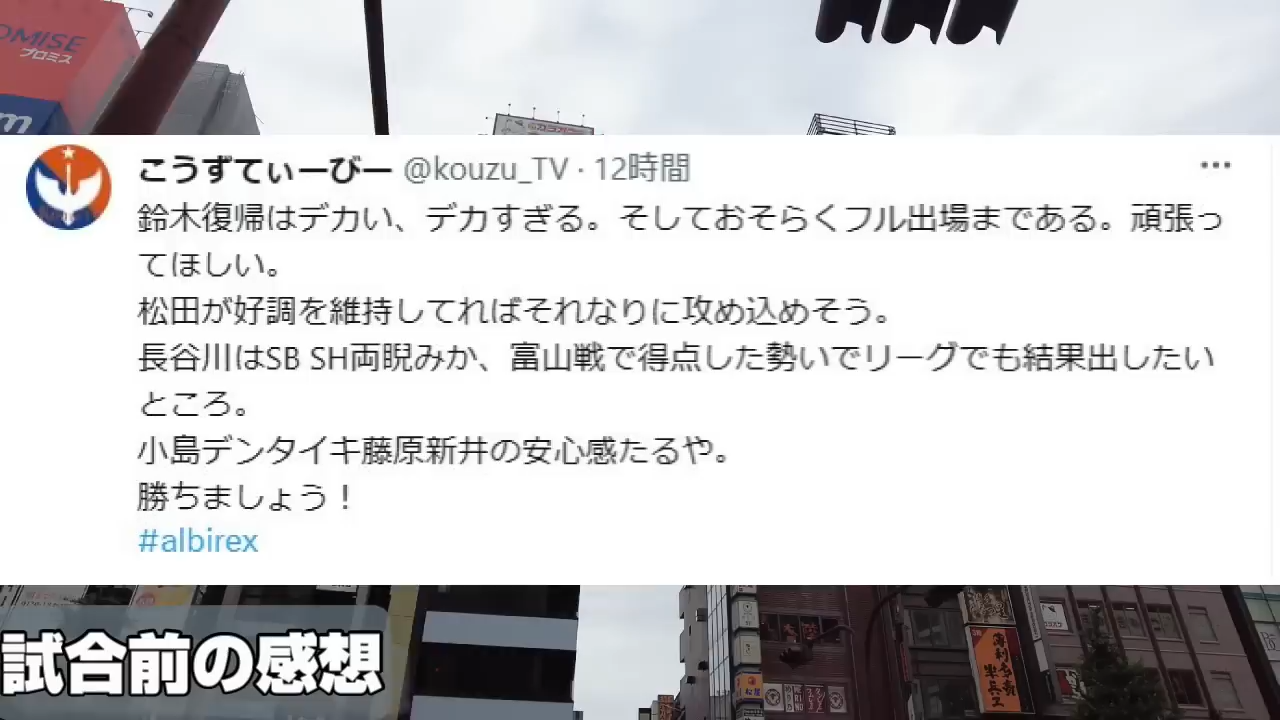 OMISE
プロミス
m
こうずてぃーびー @kouzu_TV · 12時間
鈴木復帰はデカい、デカすぎる。そしておそらくフル出場まである。頑張っ
てほしい。
松田が好調を維持してればそれなりに攻め込めそう。
長谷川はSB SH両睨みか、富山戦で得点した勢いでリーグでも結果出したい
ところ。
小島デンタイキ藤原新井の安心感たるや。
勝ちましょう！
#albirex
試合前の感想
松屋